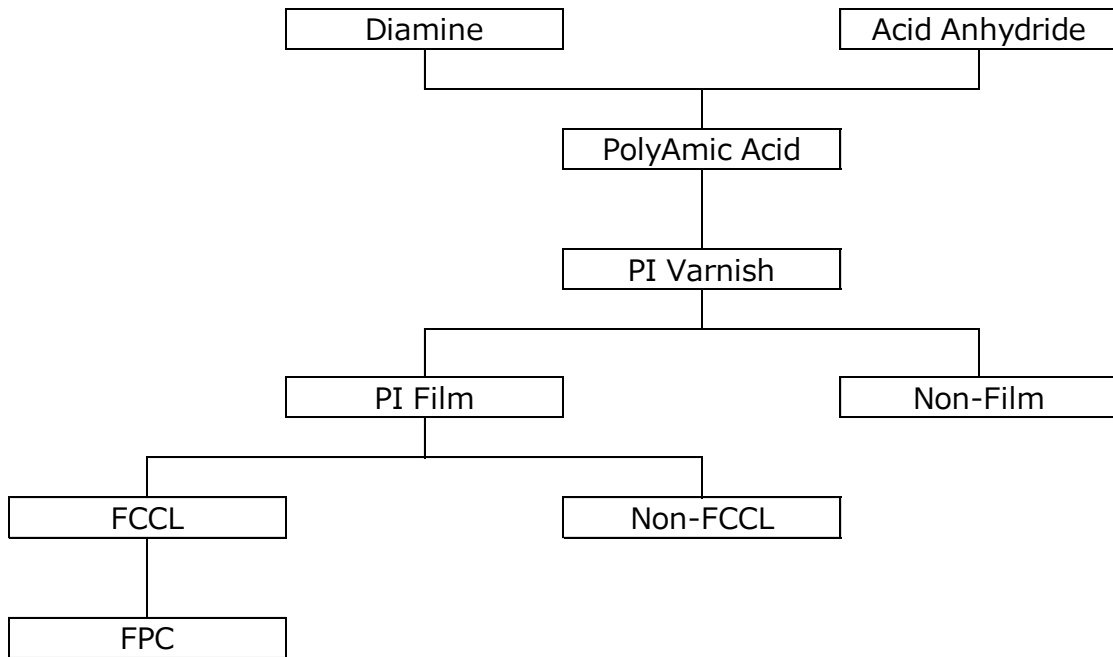 Diamine
Acid Anhydride
PolyAmic Acid
PI Varnish
PI Film
Non-Film
FCCL
Non-FCCL
FPC